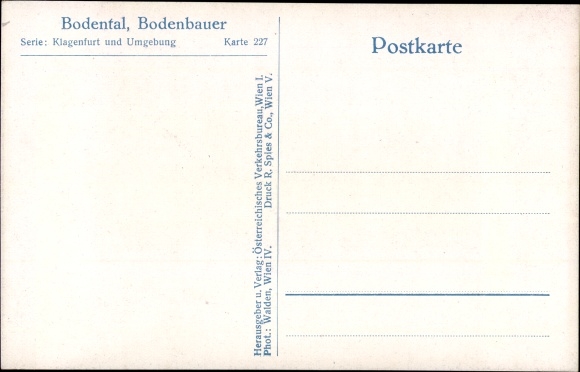 Bodental, Bodenbauer
Serie: Klagenfurt und Umgebung Karte 227
Postkarte
Herausgeber u. Verlag: Österreichisches Verkehrsbureau, Wien I.
Phot.: Walden, Wien IV. Druck R. Spies & Co., Wien V.